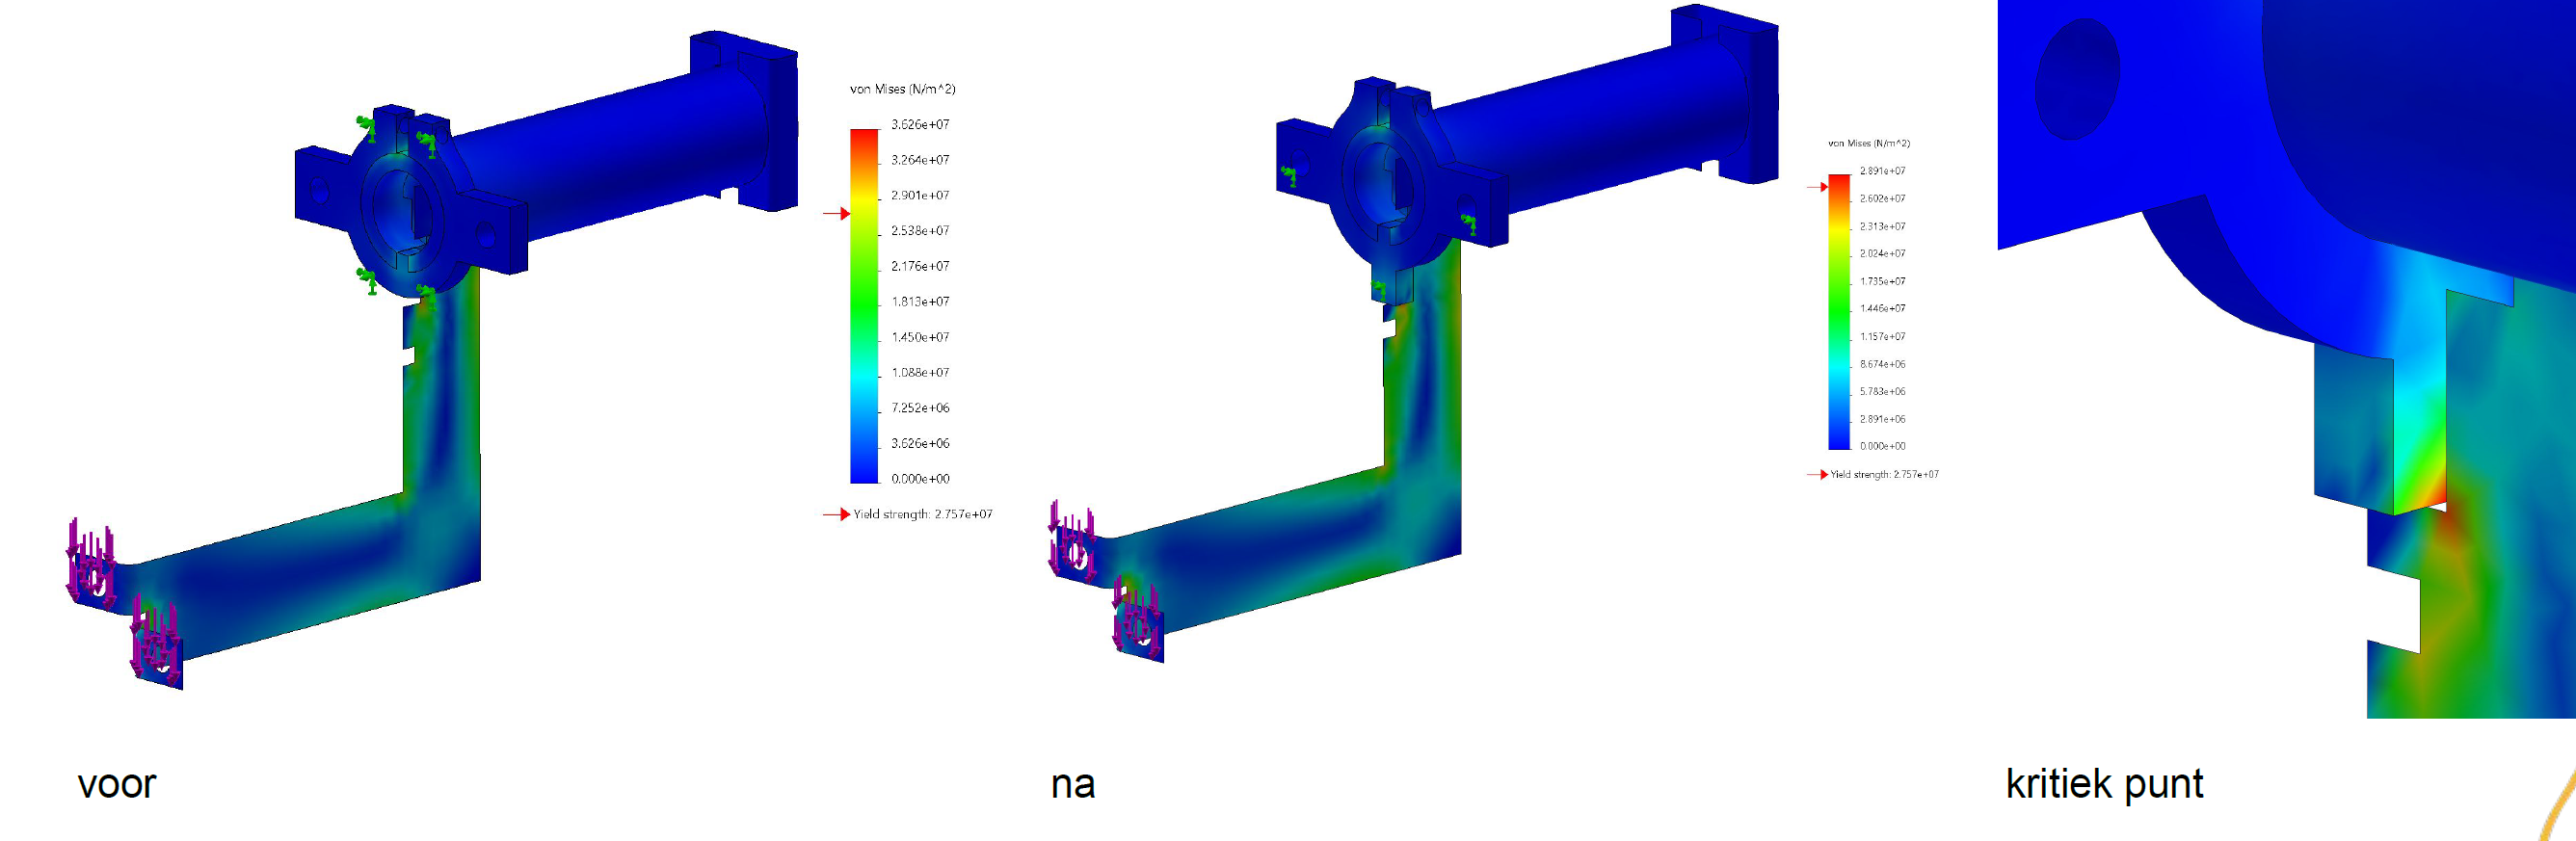 von Mises (N/m^2)
3.626e+07
3.264e+07
2.901e+07
2.538e+07
2.176e+07
1.813e+07
1.450e+07
1.088e+07
7.252e+06
3.626e+06
0.000e+00
Yield strength: 2.757e+07
von Mises (N/m^2)
2.891e+07
2.602e+07
2.313e+07
2.024e+07
1.735e+07
1.446e+07
1.157e+07
8.674e+06
5.783e+06
2.891e+06
0.000e+00
Yield strength: 2.757e+07
voor
na
kritiek punt